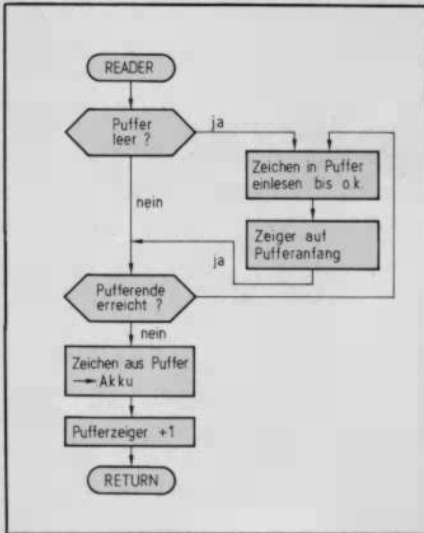 READER
Puffer
leer ?
ja
Zeichen in Puffer
einlesen bis o.k.
nein
Zeiger auf
Pufferanfang
ja
Pufferende
erreicht ?
nein
Zeichen aus Puffer
→ Akku
Pufferzeiger +1
RETURN